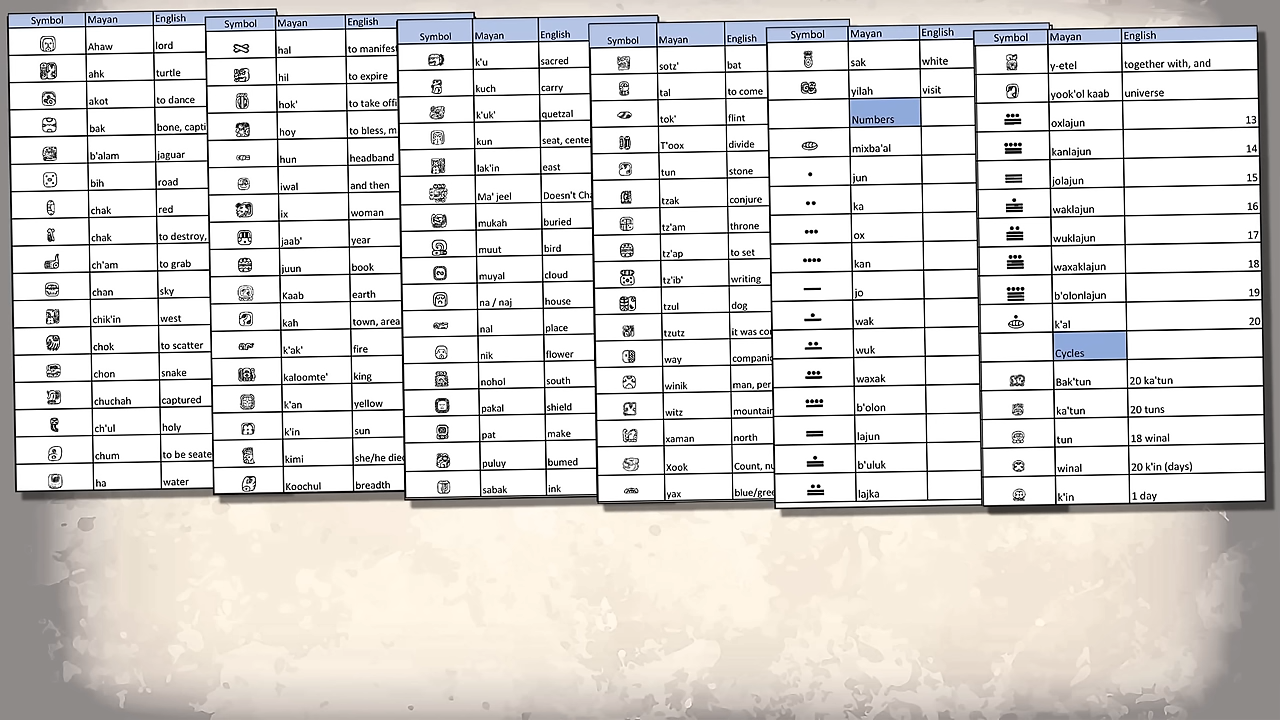 Symbol Mayan English
Ahaw lord
ahk turtle
akot to dance
bak bone, capti
b'alam jaguar
bih road
chak red
chak to destroy,
ch'am to grab
chan sky
chik'in west
chok to scatter
chon snake
chuchah captured
ch'ul holy
chum to be seate
ha water
Symbol Mayan English
hal to manifest
hil to expire
hok' to take offi
hoy to bless, m
hun headband
iwal and then
ix woman
jaab' year
juun book
Kaab earth
kah town, area
k'ak' fire
kaloomte' king
k'an yellow
k'in sun
kimi she/he died
Koochul breadth
Symbol Mayan English
k'u sacred
kuch carry
k'uk' quetzal
kun seat, cente
lak'in east
Ma' jeel Doesn't Cha
mukah buried
muut bird
muyal cloud
na / naj house
nal place
nik flower
nohol south
pakal shield
pat make
puluy burned
sabak ink
Symbol Mayan English
sotz' bat
tal to come
tok' flint
T'oox divide
tun stone
tzak conjure
tz'am throne
tz'ap to set
tz'ib' writing
tzul dog
tzutz it was cor
way companio
winik man, per
witz mountain
xaman north
Xook Count, nu
yax blue/gree
Symbol Mayan English
sak white
yilah visit
Numbers
mixba'al
jun
ka
ox
kan
jo
wak
wuk
waxak
b'olon
lajun
b'uluk
lajka
Symbol Mayan English
y-etel together with, and
yook'ol kaab universe
oxlajun 13
kanlajun 14
jolajun 15
waklajun 16
wuklajun 17
waxaklajun 18
b'olonlajun 19
k'al 20
Cycles
Bak'tun 20 ka'tun
ka'tun 20 tuns
tun 18 winal
winal 20 k'in (days)
k'in 1 day